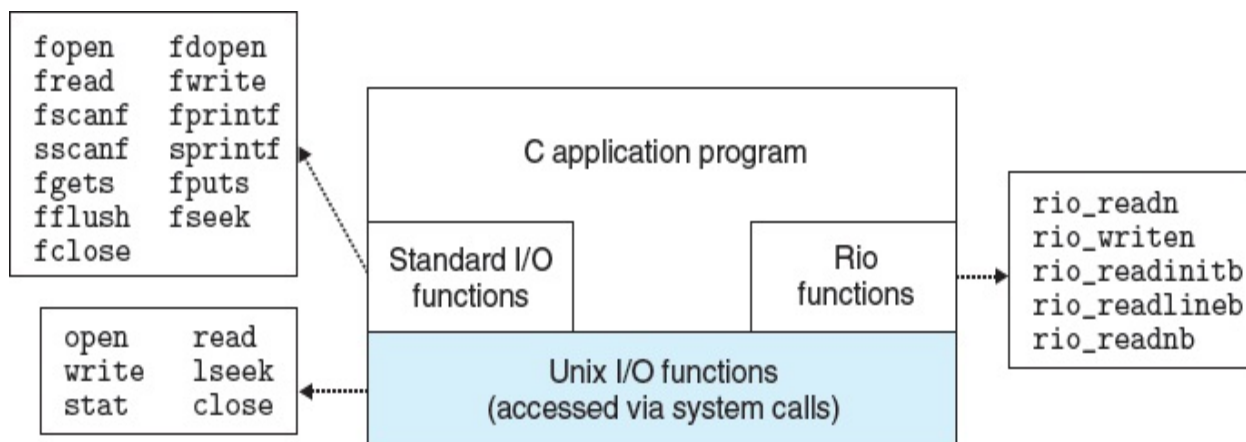 fopen fdopen
fread fwrite
fscanf fprintf
sscanf sprintf
fgets fputs
fflush fseek
fclose
C application program
Standard I/O
functions
Rio
functions
rio_readn
rio_writen
rio_readinitb
rio_readlineb
rio_readnb
open read
write lseek
stat close
Unix I/O functions
(accessed via system calls)